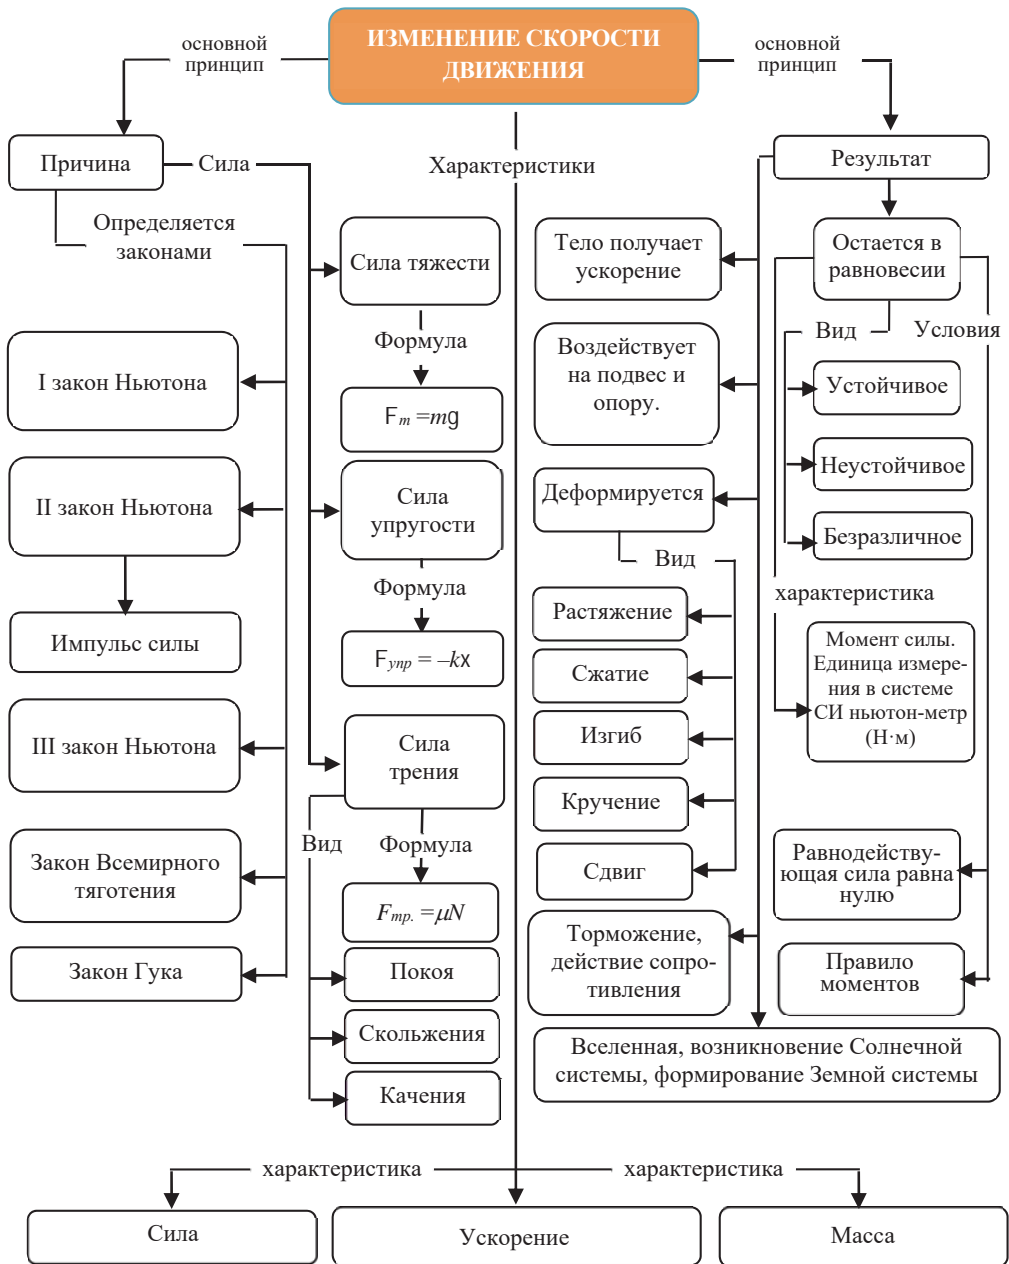 ИЗМЕНЕНИЕ СКОРОСТИ
ДВИЖЕНИЯ
основной
принцип
основной
принцип
Причина
Сила
Характеристики
Результат
Определяется
законами
I закон Ньютона
II закон Ньютона
Импульс силы
III закон Ньютона
Закон Всемирного
тяготения
Закон Гука
Сила тяжести
Формула
Fт =mg
Сила
упругости
Формула
Fупр = –kx
Сила
трения
Вид
Формула
Fтр. =μN
Покоя
Скольжения
Качения
Тело получает
ускорение
Воздействует
на подвес и
опору.
Деформируется
Вид
Растяжение
Сжатие
Изгиб
Кручение
Сдвиг
Торможение,
действие сопро-
тивления
Вселенная, возникновение Солнечной
системы, формирование Земной системы
Остается в
равновесии
Вид
Условия
Устойчивое
Неустойчивое
Безразличное
характеристика
Момент силы.
Единица измере-
ния в системе
СИ ньютон-метр
(Н·м)
Равнодейству-
ющая сила равна
нулю
Правило
моментов
характеристика
характеристика
Сила
Ускорение
Масса